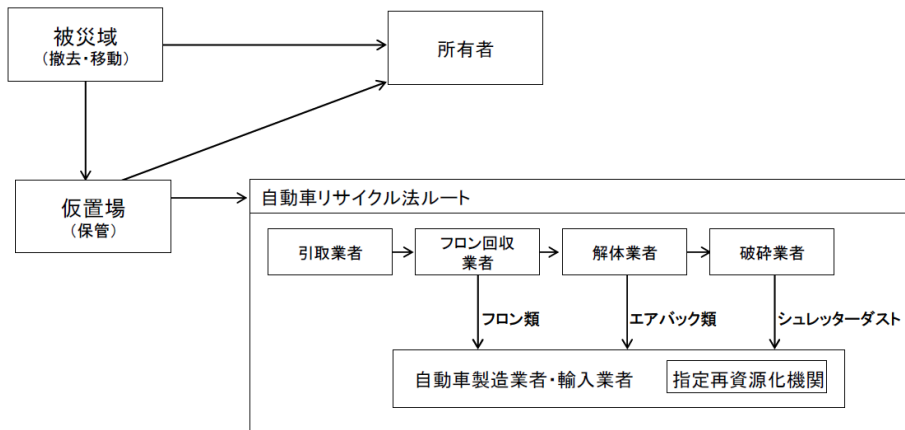 被災域
（撤去・移動）
所有者
仮置場
（保管）
自動車リサイクル法ルート
引取業者
フロン回収
業者
解体業者
破砕業者
フロン類
エアバック類
シュレッターダスト
自動車製造業者・輸入業者
指定再資源化機関